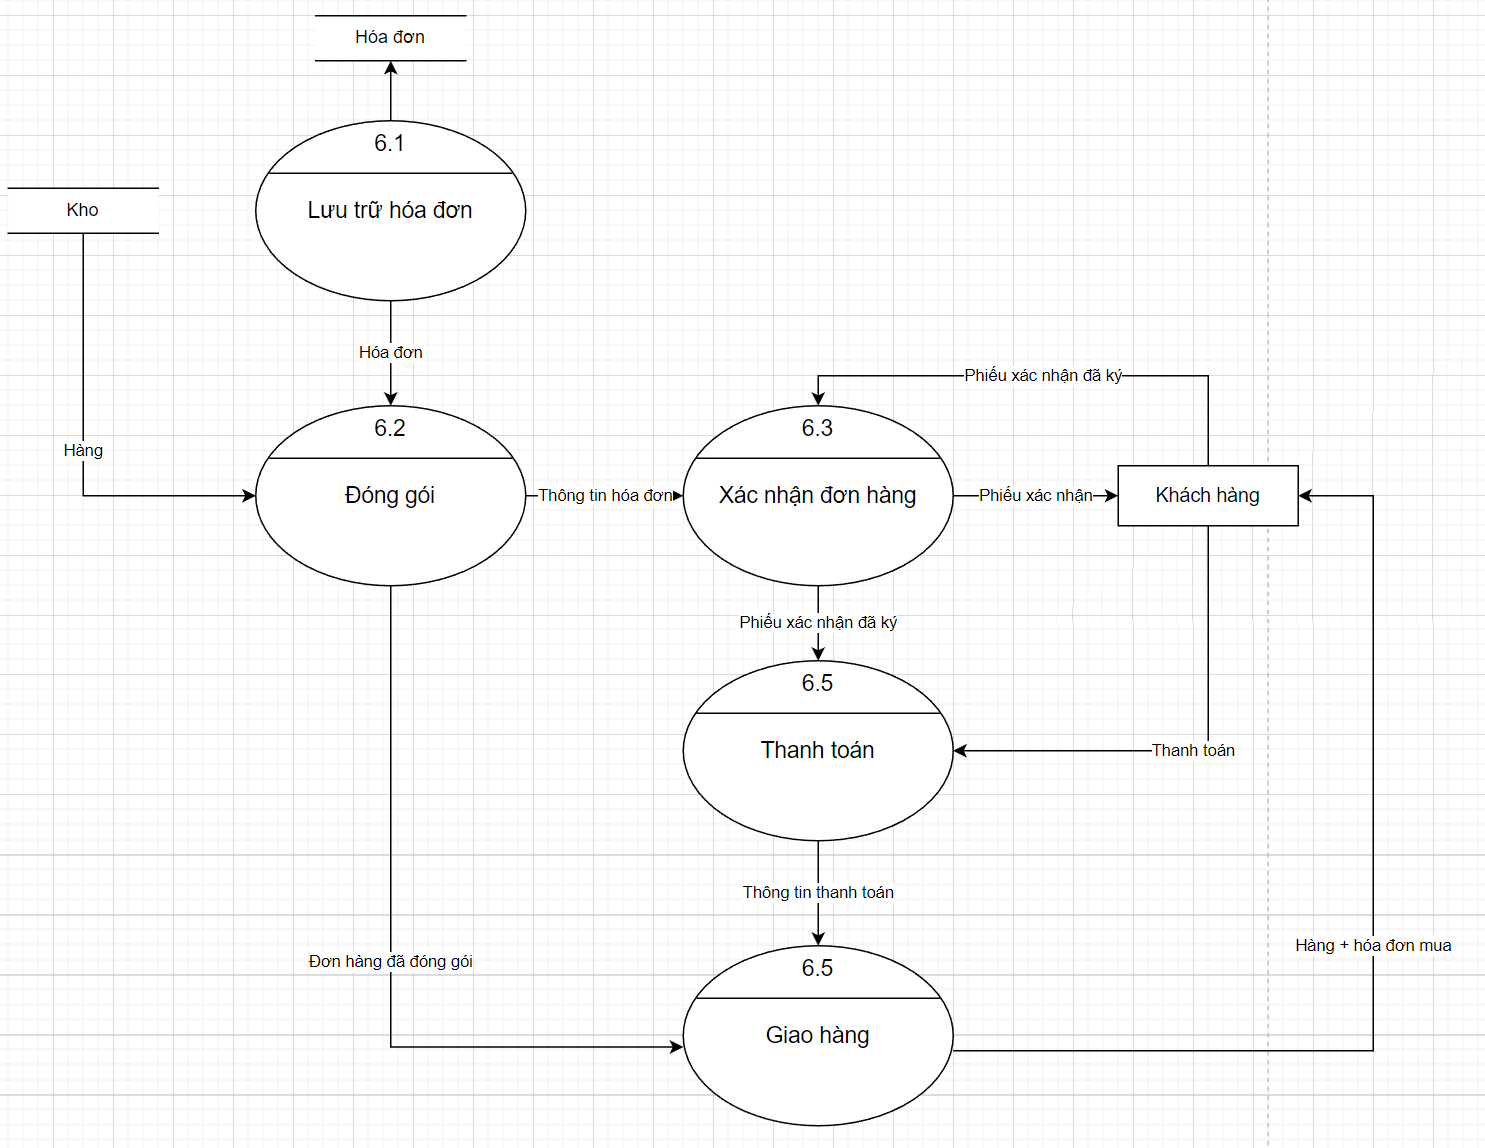 Hóa đơn
6.1
Lưu trữ hóa đơn
Kho
Hóa đơn
Phiếu xác nhận đã ký
6.2
6.3
Hàng
Đóng gói
Thông tin hóa đơn
Xác nhận đơn hàng
Phiếu xác nhận
Khách hàng
Phiếu xác nhận đã ký
6.5
Thanh toán
Thanh toán
Thông tin thanh toán
Hàng + hóa đơn mua
Đơn hàng đã đóng gói
6.5
Giao hàng